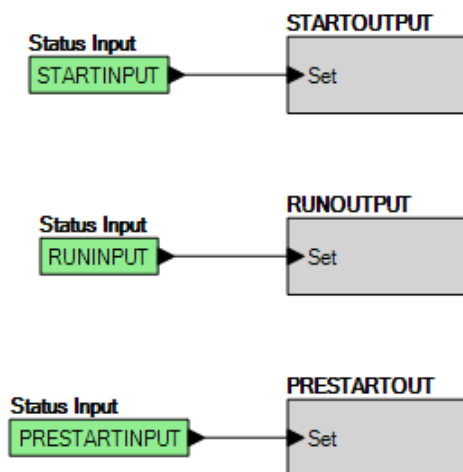 STARTOUTPUT
Status Input
STARTINPUT
Set
RUNOUTPUT
Status Input
RUNINPUT
Set
PRESTARTOUT
Status Input
PRESTARTINPUT
Set